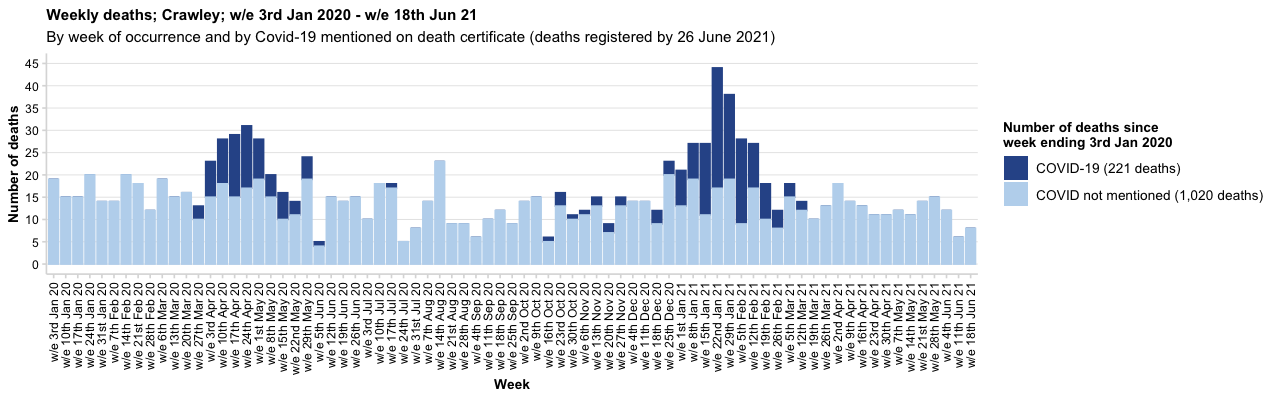 Weekly deaths; Crawley; w/e 3rd Jan 2020 - w/e 18th Jun 21
By week of occurrence and by Covid-19 mentioned on death certificate (deaths registered by 26 June 2021)
45
40
35
30
25
20
15
10
5
0
Number of deaths
w/e 3rd Jan 20
w/e 10th Jan 20
w/e 17th Jan 20
w/e 24th Jan 20
w/e 31st Jan 20
w/e 7th Feb 20
w/e 14th Feb 20
w/e 21st Feb 20
w/e 28th Feb 20
w/e 6th Mar 20
w/e 13th Mar 20
w/e 20th Mar 20
w/e 27th Mar 20
w/e 3rd Apr 20
w/e 10th Apr 20
w/e 17th Apr 20
w/e 24th Apr 20
w/e 1st May 20
w/e 8th May 20
w/e 15th May 20
w/e 22nd May 20
w/e 29th May 20
w/e 5th Jun 20
w/e 12th Jun 20
w/e 19th Jun 20
w/e 26th Jun 20
w/e 3rd Jul 20
w/e 10th Jul 20
w/e 17th Jul 20
w/e 24th Jul 20
w/e 31st Jul 20
w/e 7th Aug 20
w/e 14th Aug 20
w/e 21st Aug 20
w/e 28th Aug 20
w/e 4th Sep 20
w/e 11th Sep 20
w/e 18th Sep 20
w/e 25th Sep 20
w/e 2nd Oct 20
w/e 9th Oct 20
w/e 16th Oct 20
w/e 23rd Oct 20
w/e 30th Oct 20
w/e 6th Nov 20
w/e 13th Nov 20
w/e 20th Nov 20
w/e 27th Nov 20
w/e 4th Dec 20
w/e 11th Dec 20
w/e 18th Dec 20
w/e 25th Dec 20
w/e 1st Jan 21
w/e 8th Jan 21
w/e 15th Jan 21
w/e 22nd Jan 21
w/e 29th Jan 21
w/e 5th Feb 21
w/e 12th Feb 21
w/e 19th Feb 21
w/e 26th Feb 21
w/e 5th Mar 21
w/e 12th Mar 21
w/e 19th Mar 21
w/e 26th Mar 21
w/e 2nd Apr 21
w/e 9th Apr 21
w/e 16th Apr 21
w/e 23rd Apr 21
w/e 30th Apr 21
w/e 7th May 21
w/e 14th May 21
w/e 21st May 21
w/e 28th May 21
w/e 4th Jun 21
w/e 11th Jun 21
w/e 18th Jun 21
Week
Number of deaths since
week ending 3rd Jan 2020
COVID-19 (221 deaths)
COVID not mentioned (1,020 deaths)